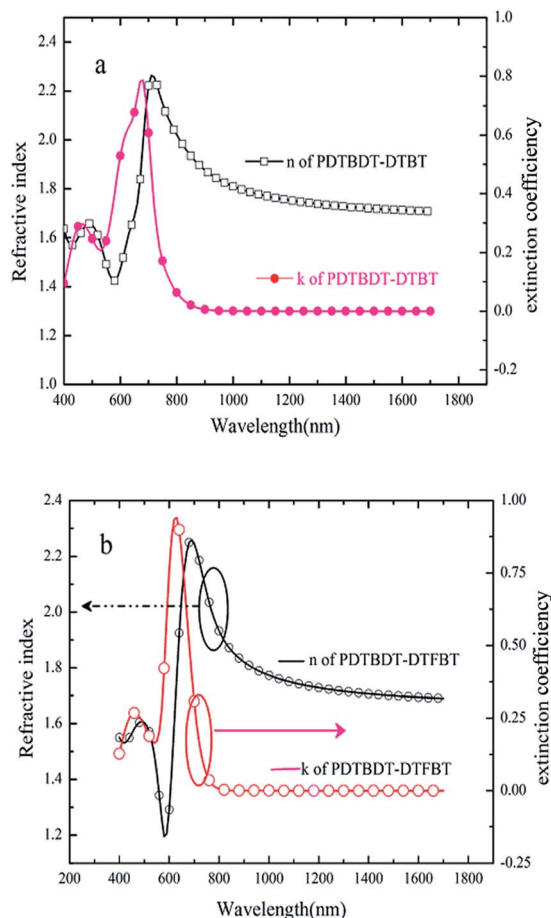 a
2.4
2.2
2.0
1.8
1.6
1.4
1.2
1.0
Refractive index
1.0
0.8
0.6
0.4
0.2
0.0
-0.2
extinction coefficiency
n of PDTBDT-DTBT
k of PDTBDT-DTBT
400 600 800 1000 1200 1400 1600 1800
Wavelength(nm)
b
2.4
2.2
2.0
1.8
1.6
1.4
1.2
Refractive index
1.00
0.75
0.50
0.25
0.00
-0.25
extinction coefficiency
n of PDTBDT-DTFBT
k of PDTBDT-DTFBT
200 400 600 800 1000 1200 1400 1600 1800
Wavelength(nm)